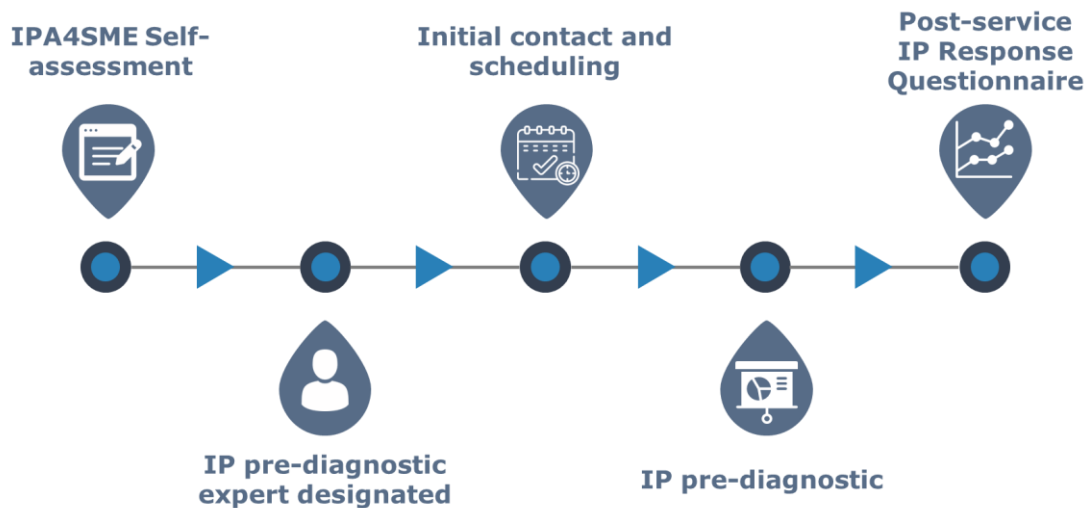 IPA4SME Self-
assessment
Initial contact and
scheduling
Post-service
IP Response
Questionnaire
IP pre-diagnostic
expert designated
IP pre-diagnostic